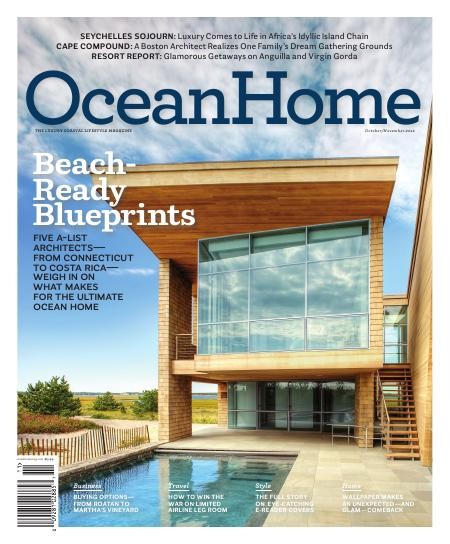 SEYCHELLES SOJOURN: Luxury Comes to Life in Africa's Idyllic Island Chain
CAPE COMPOUND: A Boston Architect Realizes One Family's Dream Gathering Grounds
RESORT REPORT: Glamorous Getaways on Anguilla and Virgin Gorda
OceanHome
THE LUXURY COASTAL LIFESTYLE MAGAZINE
Beach-
Ready
Blueprints
FIVE A-LIST
ARCHITECTS—
FROM CONNECTICUT
TO COSTA RICA—
WEIGH IN ON
WHAT MAKES
FOR THE ULTIMATE
OCEAN HOME
Business
BUYING OPTIONS—
FROM ROATAN TO
MARTHA'S VINEYARD
Travel
HOW TO WIN THE
WAR ON LIMITED
AIRLINE LEG ROOM
Style
THE FULL STORY
ON EYE-CATCHING
E-READER COVERS
Home
WALLPAPER MAKES
AN UNEXPECTED—AND
GLAM—COMEBACK